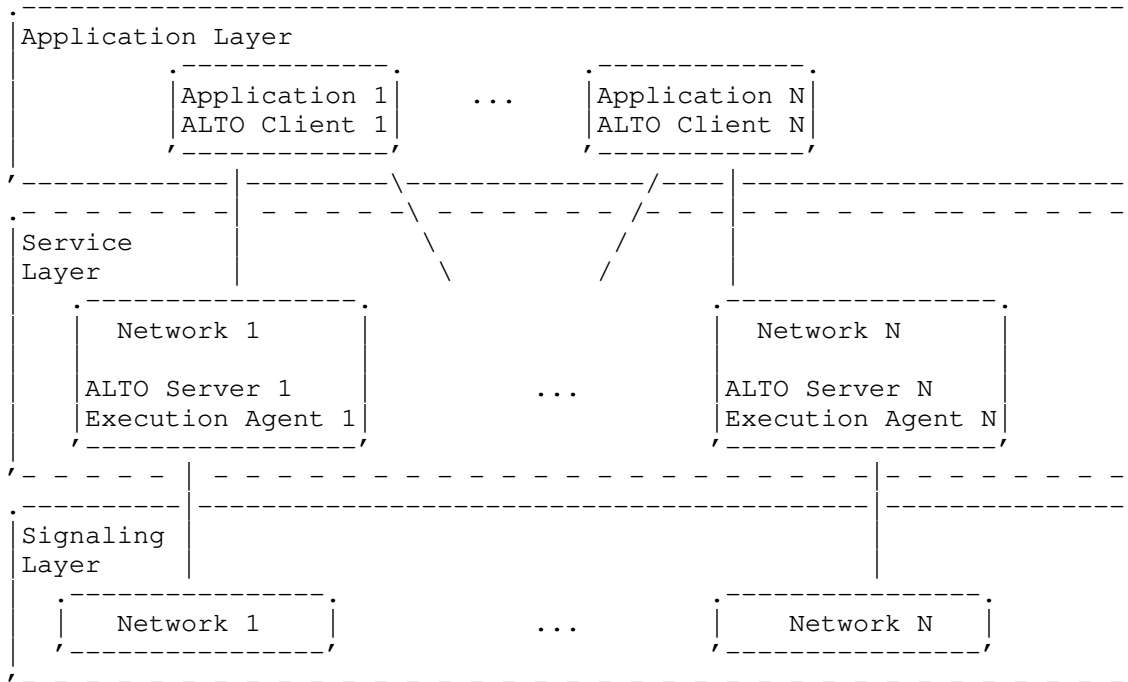 Application Layer
Application 1 ... Application N
ALTO Client 1 ALTO Client N
Service
Layer
Network 1 Network N
ALTO Server 1 ... ALTO Server N
Execution Agent 1 Execution Agent N
Signaling
Layer
Network 1 ... Network N